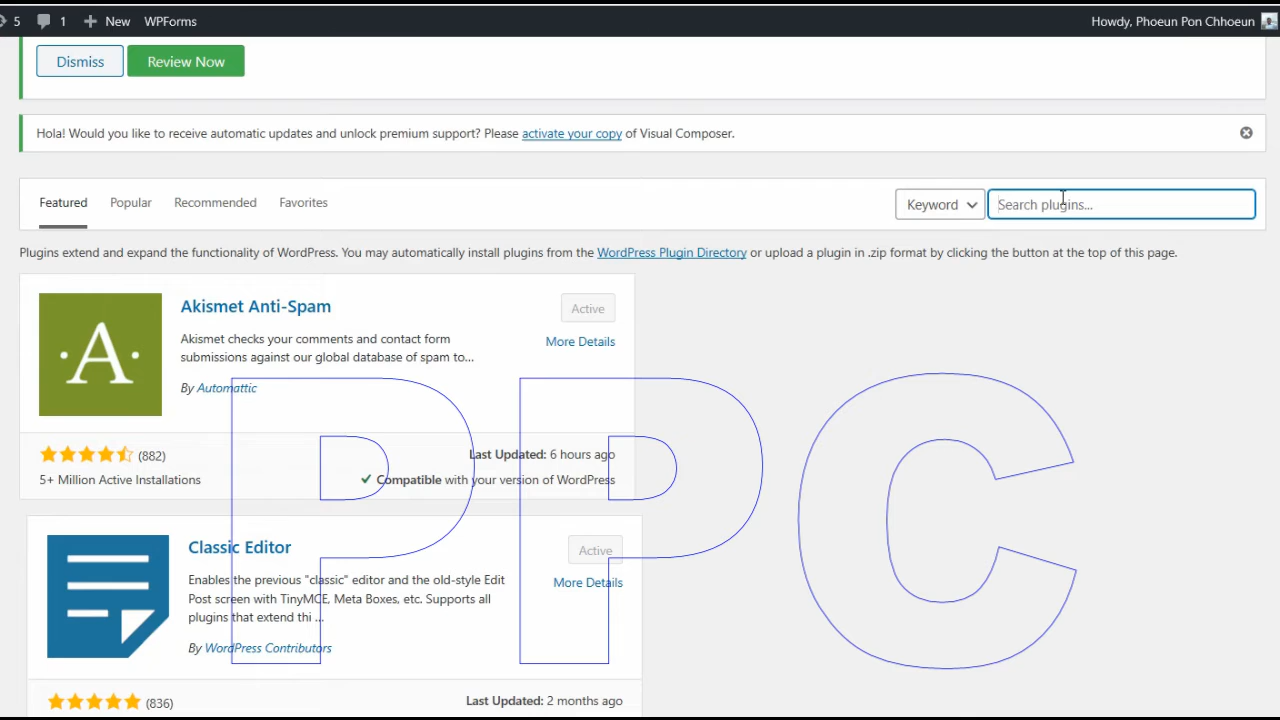 5 1 New WPForms Howdy, Phoeun Pon Chhoeun
Dismiss Review Now
Hola! Would you like to receive automatic updates and unlock premium support? Please activate your copy of Visual Composer.
Featured Popular Recommended Favorites Keyword Search plugins...
Plugins extend and expand the functionality of WordPress. You may automatically install plugins from the WordPress Plugin Directory or upload a plugin in .zip format by clicking the button at the top of this page.
A
Akismet Anti-Spam
Active
Akismet checks your comments and contact form
submissions against our global database of spam to...
More Details
By Automattic
(882)
Last Updated: 6 hours ago
5+ Million Active Installations
Compatible with your version of WordPress
PPC
Classic Editor
Active
Enables the previous "classic" editor and the old-style Edit
Post screen with TinyMCE, Meta Boxes, etc. Supports all
plugins that extend thi ...
More Details
By WordPress Contributors
(836)
Last Updated: 2 months ago